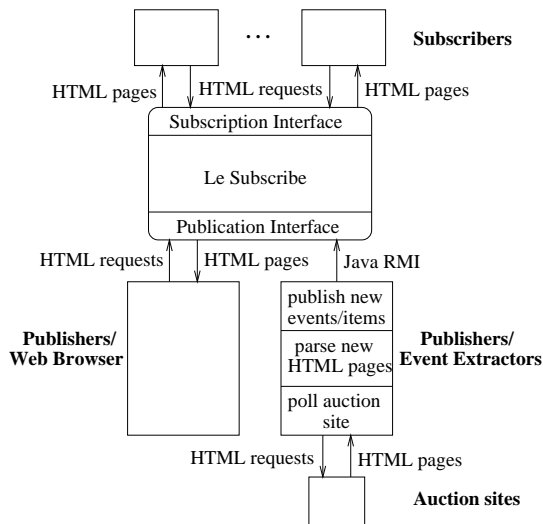 ... Subscribers
HTML pages HTML requests HTML pages
Subscription Interface
Le Subscribe
Publication Interface
HTML requests HTML pages Java RMI
publish new
events/items
Publishers/
Web Browser
parse new
HTML pages
Publishers/
Event Extractors
poll auction
site
HTML requests HTML pages
Auction sites